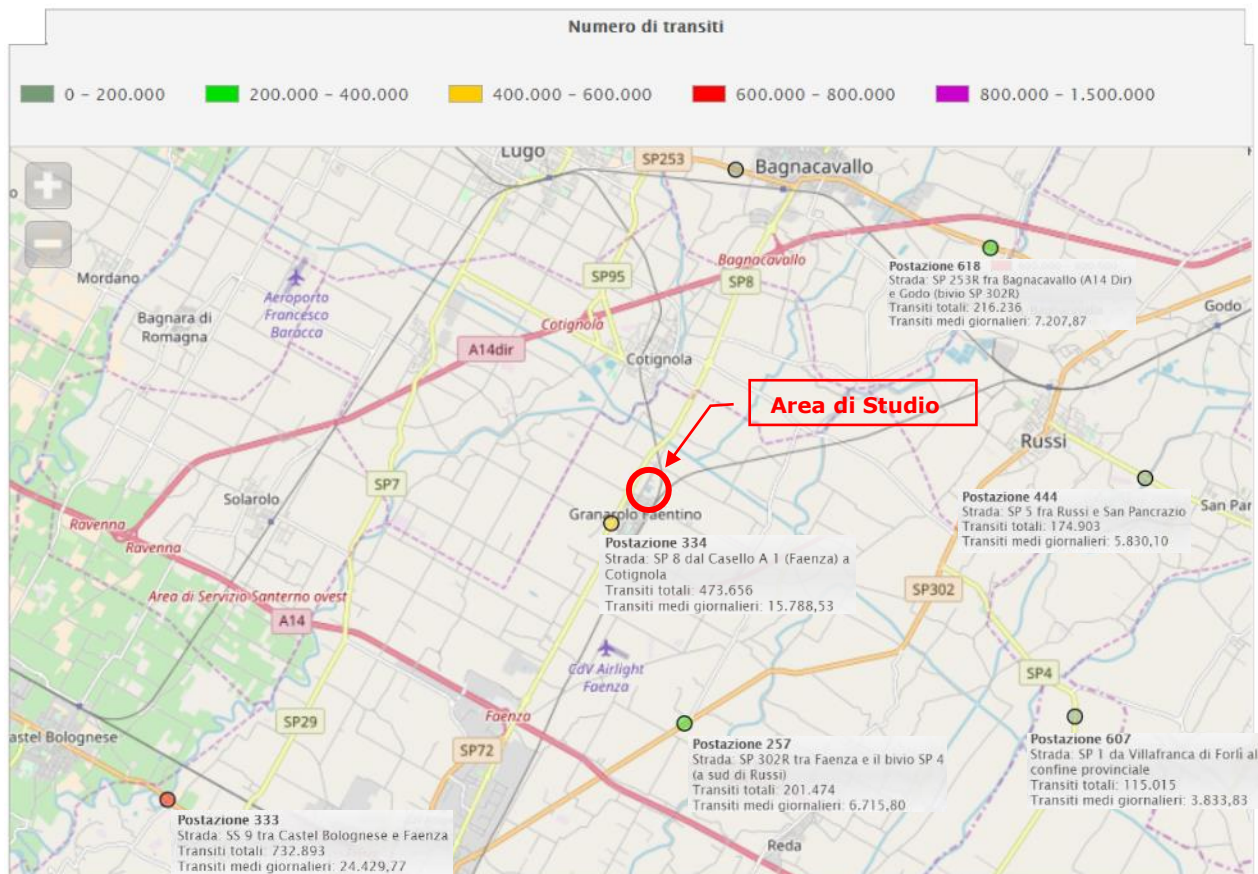 Numero di transiti
0 - 200.000
200.000 - 400.000
400.000 - 600.000
600.000 - 800.000
800.000 - 1.500.000
Lugo
SP253
Bagnacavallo
Mordano
Aeroporto
Francesco
Baracca
SP95
Bagnacavallo
SP8
Postazione 618
Strada: SP 253R fra Bagnacavallo (A14 Dir)
e Godo (bivio SP 302R)
Transiti totali: 216.236
Transiti medi giornalieri: 7.207,87
Godo
Bagnara di
Romagna
Cotignola
A14dir
Cotignola
Area di Studio
Russi
SP7
Solarolo
Granarolo Faentino
Postazione 444
Strada: SP 5 fra Russi e San Pancrazio
Transiti totali: 174.903
Transiti medi giornalieri: 5.830,10
San Par
Ravenna
Ravenna
Postazione 334
Strada: SP 8 dal Casello A 1 (Faenza) a
Cotignola
Transiti totali: 473.656
Transiti medi giornalieri: 15.788,53
SP302
Area di Servizio Santerno ovest
A14
CdV Airlight
Faenza
SP4
SP29
Faenza
astel Bolognese
SP72
Postazione 257
Strada: SP 302R tra Faenza e il bivio SP 4
(a sud di Russi)
Transiti totali: 201.474
Transiti medi giornalieri: 6.715,80
Postazione 607
Strada: SP 1 da Villafranca di Forlì al
confine provinciale
Transiti totali: 115.015
Transiti medi giornalieri: 3.833,83
Postazione 333
Strada: SS 9 tra Castel Bolognese e Faenza
Transiti totali: 732.893
Transiti medi giornalieri: 24.429,77
Reda